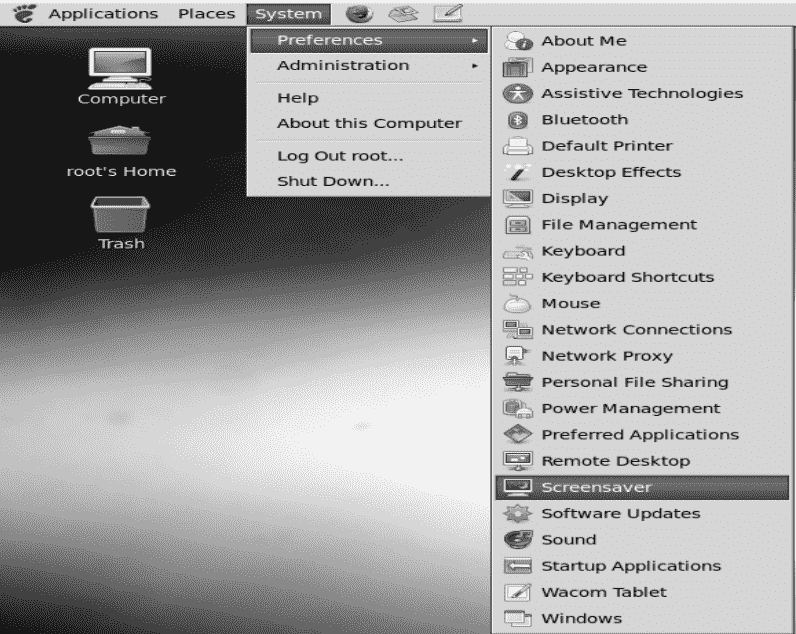 Applications Places System
Computer
root's Home
Trash
Preferences
Administration
Help
About this Computer
Log Out root...
Shut Down...
About Me
Appearance
Assistive Technologies
Bluetooth
Default Printer
Desktop Effects
Display
File Management
Keyboard
Keyboard Shortcuts
Mouse
Network Connections
Network Proxy
Personal File Sharing
Power Management
Preferred Applications
Remote Desktop
Screensaver
Software Updates
Sound
Startup Applications
Wacom Tablet
Windows